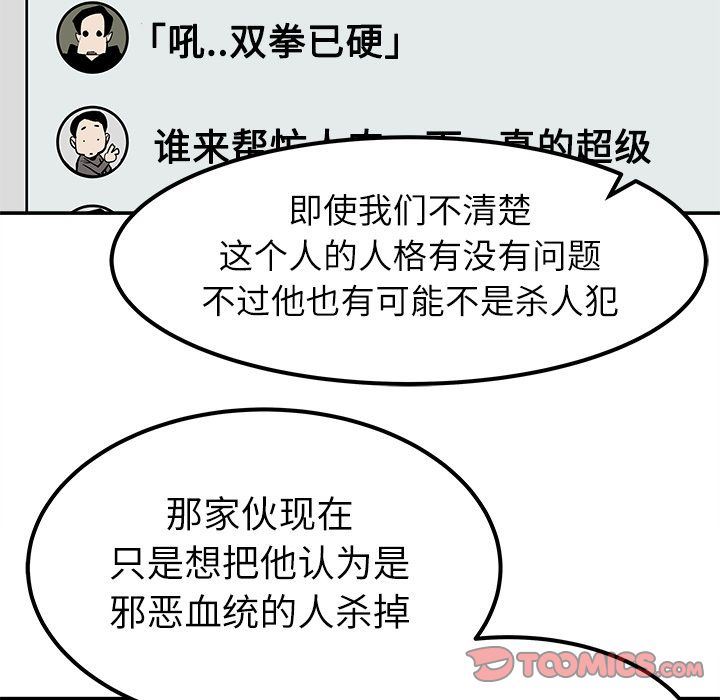 「吼..双拳已硬」
谁来帮忙人 真的超级
即使我们不清楚
这个人的人格有没有问题
不过他也有可能不是杀人犯
那家伙现在
只是想把他认为是
邪恶血统的人杀掉
TOOMICS.COM